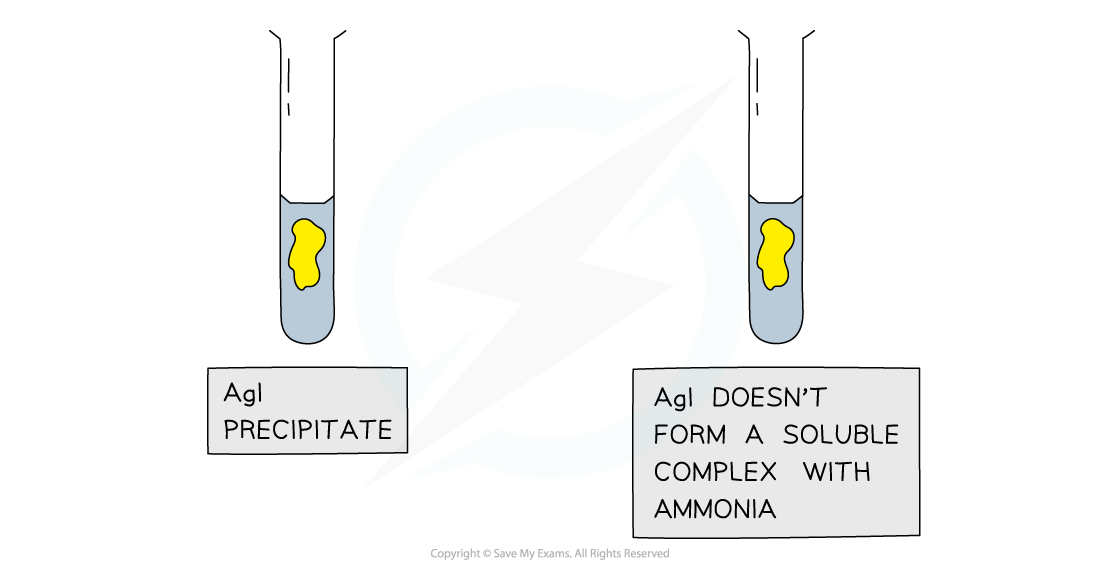 AgI
PRECIPITATE
AgI DOESN'T
FORM A SOLUBLE
COMPLEX WITH
AMMONIA
Copyright © Save My Exams. All Rights Reserved